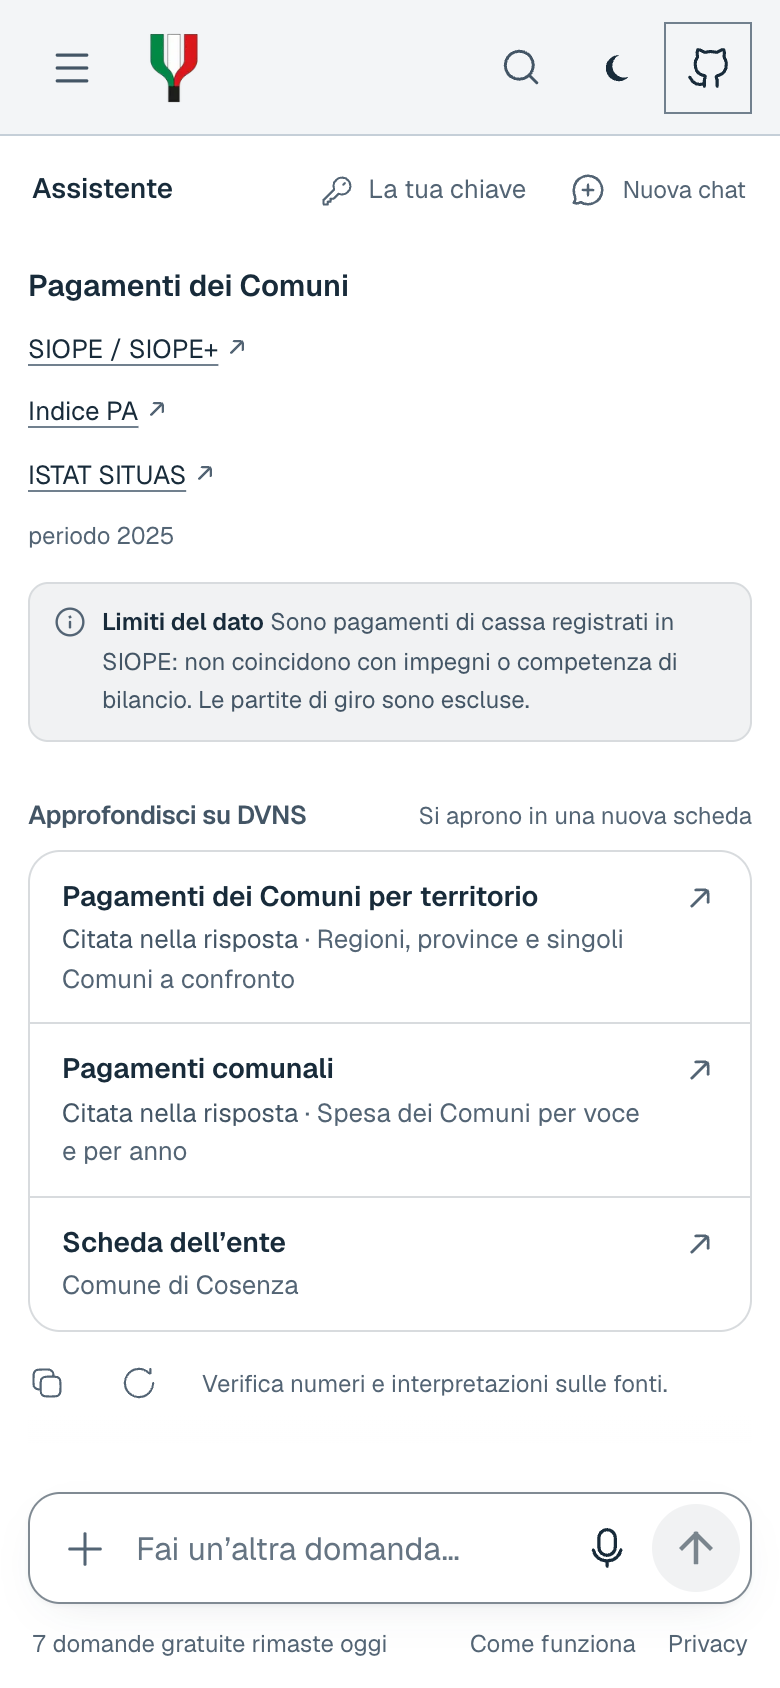 Assistente
La tua chiave
Nuova chat
Pagamenti dei Comuni
SIOPE / SIOPE+
Indice PA
ISTAT SITUAS
periodo 2025
Limiti del dato Sono pagamenti di cassa registrati in
SIOPE: non coincidono con impegni o competenza di
bilancio. Le partite di giro sono escluse.
Approfondisci su DVNS
Si aprono in una nuova scheda
Pagamenti dei Comuni per territorio
Citata nella risposta · Regioni, province e singoli
Comuni a confronto
Pagamenti comunali
Citata nella risposta · Spesa dei Comuni per voce
e per anno
Scheda dell’ente
Comune di Cosenza
Verifica numeri e interpretazioni sulle fonti.
Fai un’altra domanda…
7 domande gratuite rimaste oggi
Come funziona
Privacy